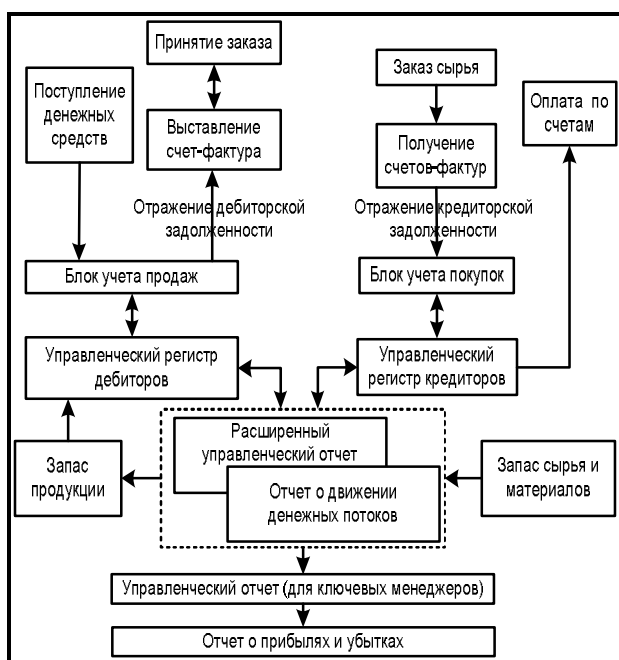 Принятие заказа
Заказ сырья
Поступление
денежных
средств
Выставление
счет-фактура
Получение
счетов-фактур
Оплата по
счетам
Отражение дебиторской
задолженности
Отражение кредиторской
задолженности
Блок учета продаж
Блок учета покупок
Управленческий регистр
дебиторов
Управленческий
регистр кредиторов
Расширенный
управленческий отчет
Запас
продукции
Отчет о движении
денежных потоков
Запас сырья и
материалов
Управленческий отчет (для ключевых менеджеров)
Отчет о прибылях и убытках